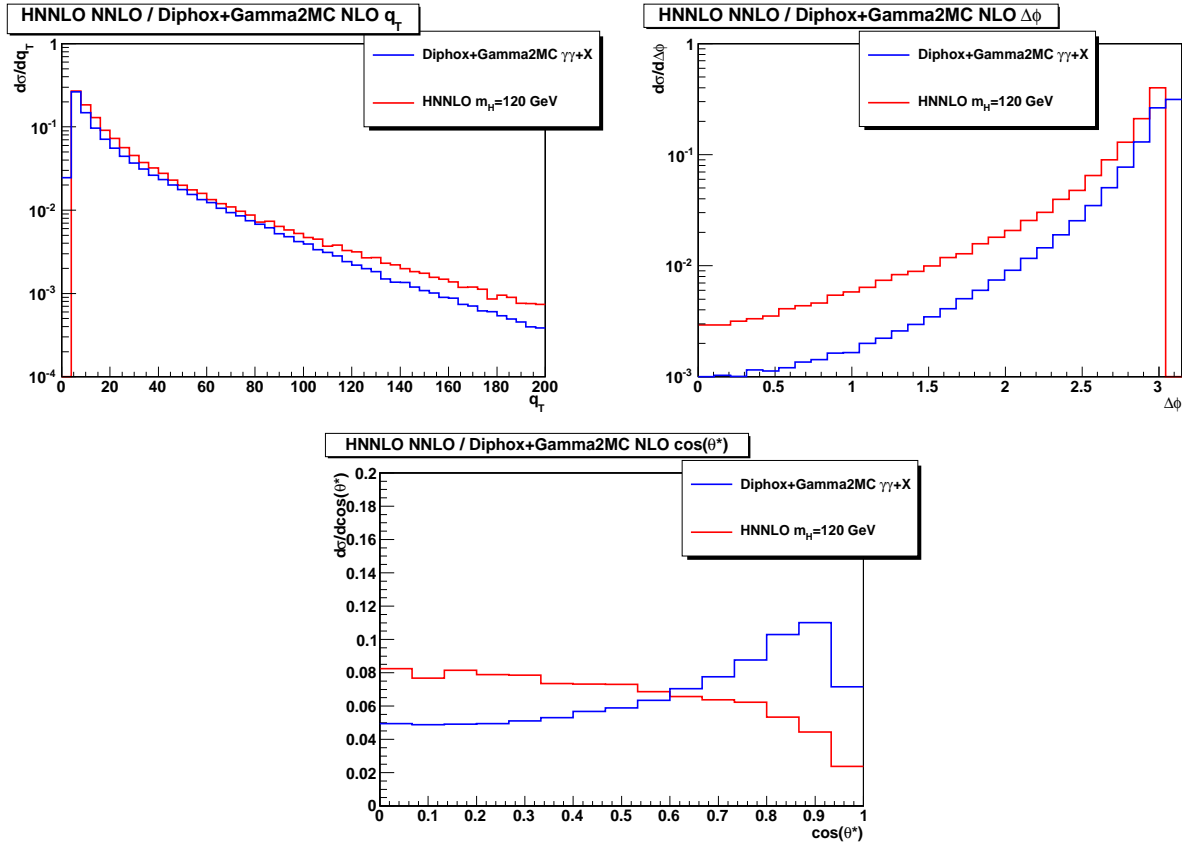 HNNLO NNLO / Diphox+Gamma2MC NLO q_T
dσ/dq_T
Diphox+Gamma2MC γγ+X
HNNLO m_H=120 GeV
1
10^-1
10^-2
10^-3
10^-4
0 20 40 60 80 100 120 140 160 180 200
q_T
HNNLO NNLO / Diphox+Gamma2MC NLO Δϕ
dσ/dΔϕ
Diphox+Gamma2MC γγ+X
HNNLO m_H=120 GeV
1
10^-1
10^-2
10^-3
0 0.5 1 1.5 2 2.5 3
Δϕ
HNNLO NNLO / Diphox+Gamma2MC NLO cos(θ*)
dσ/dcos(θ*)
Diphox+Gamma2MC γγ+X
HNNLO m_H=120 GeV
0.2
0.18
0.16
0.14
0.12
0.1
0.08
0.06
0.04
0.02
0
0 0.1 0.2 0.3 0.4 0.5 0.6 0.7 0.8 0.9 1
cos(θ*)